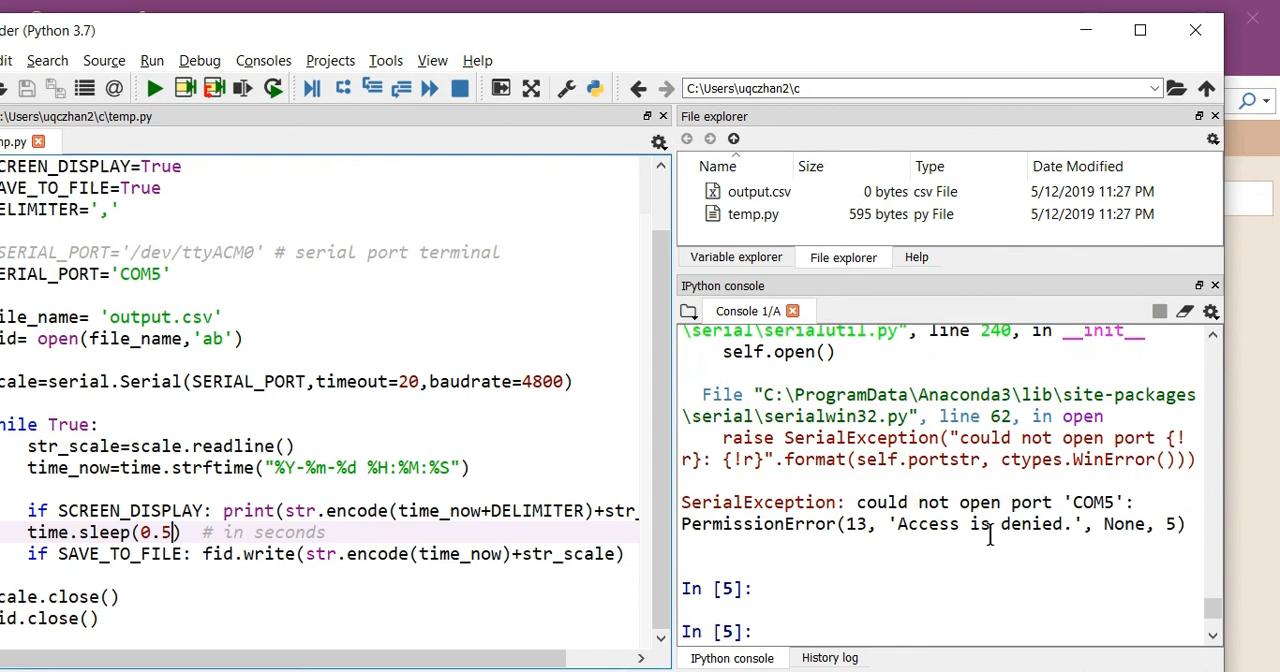 der (Python 3.7)
dit Search Source Run Debug Consoles Projects Tools View Help
C:\Users\uqczhan2\c
:\Users\uqczhan2\c\temp.py
mp.py
CREEN_DISPLAY=True
AVE_TO_FILE=True
ELIMITER=','
SERIAL_PORT='/dev/ttyACM0' # serial port terminal
ERIAL_PORT='COM5'
ile_name= 'output.csv'
id= open(file_name,'ab')
cale=serial.Serial(SERIAL_PORT,timeout=20,baudrate=4800)
hile True:
str_scale=scale.readline()
time_now=time.strftime("%Y-%m-%d %H:%M:%S")
if SCREEN_DISPLAY: print(str.encode(time_now+DELIMITER)+str_
time.sleep(0.5) # in seconds
if SAVE_TO_FILE: fid.write(str.encode(time_now)+str_scale)
cale.close()
id.close()
File explorer
Name Size Type Date Modified
output.csv 0 bytes csv File 5/12/2019 11:27 PM
temp.py 595 bytes py File 5/12/2019 11:27 PM
Variable explorer File explorer Help
IPython console
Console 1/A
\serial\serialutil.py", line 240, in __init__
self.open()
File "C:\ProgramData\Anaconda3\lib\site-packages
\serial\serialwin32.py", line 62, in open
raise SerialException("could not open port {!
r}: {!r}".format(self.portstr, ctypes.WinError()))
SerialException: could not open port 'COM5':
PermissionError(13, 'Access is denied.', None, 5)
In [5]:
In [5]:
IPython console History log